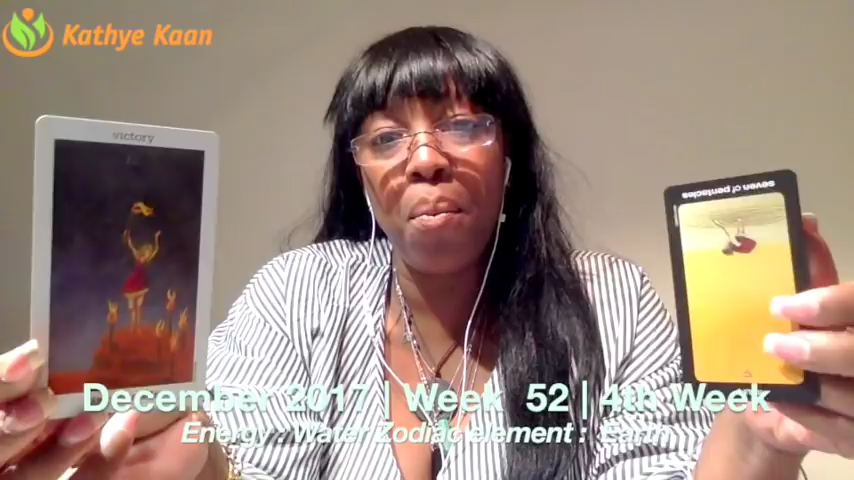 Kathye Kaan
victory
seven of pentacles
December 2017 | Week 52 | 4th Week
Energy : Water Zodiac element : Earth